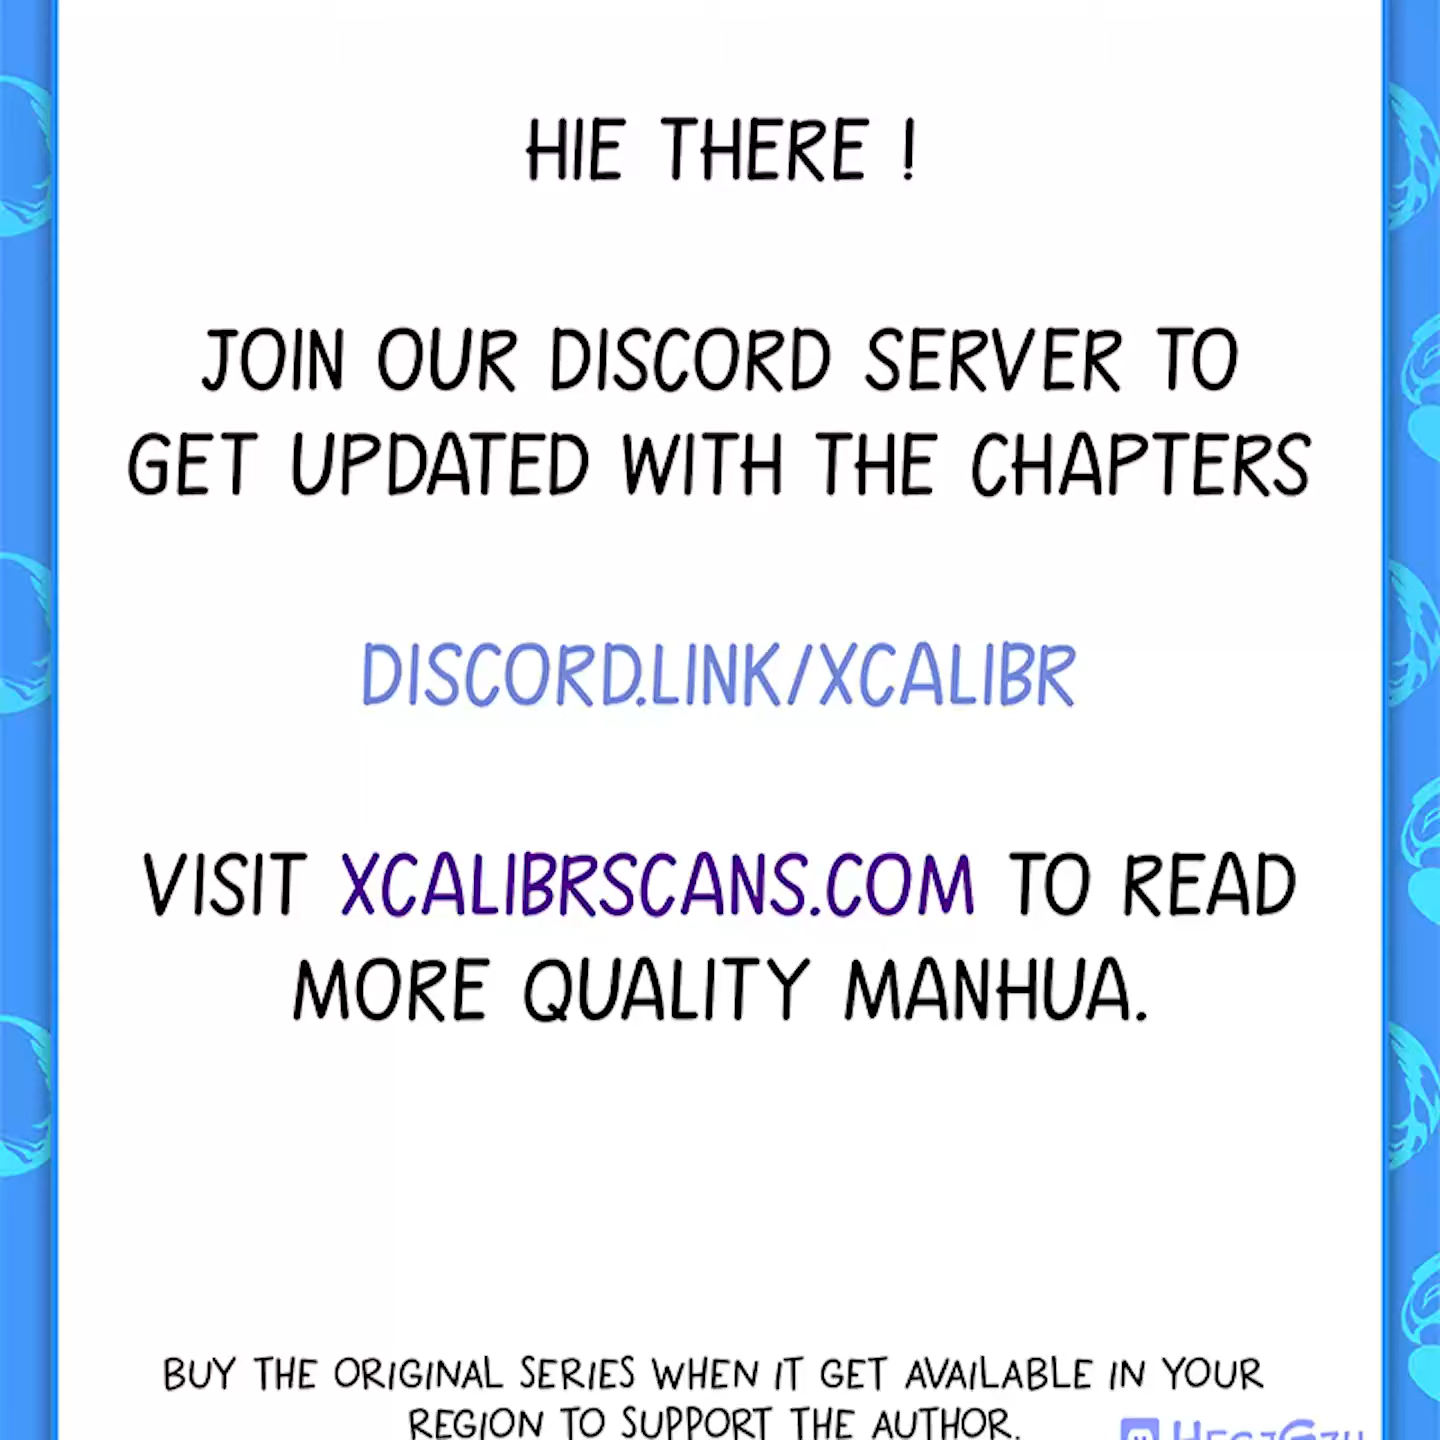 HIE THERE !
JOIN OUR DISCORD SERVER TO
GET UPDATED WITH THE CHAPTERS
DISCORD.LINK/XCALIBR
VISIT XCALIBRSCANS.COM TO READ
MORE QUALITY MANHUA.
BUY THE ORIGINAL SERIES WHEN IT GET AVAILABLE IN YOUR
REGION TO SUPPORT THE AUTHOR.